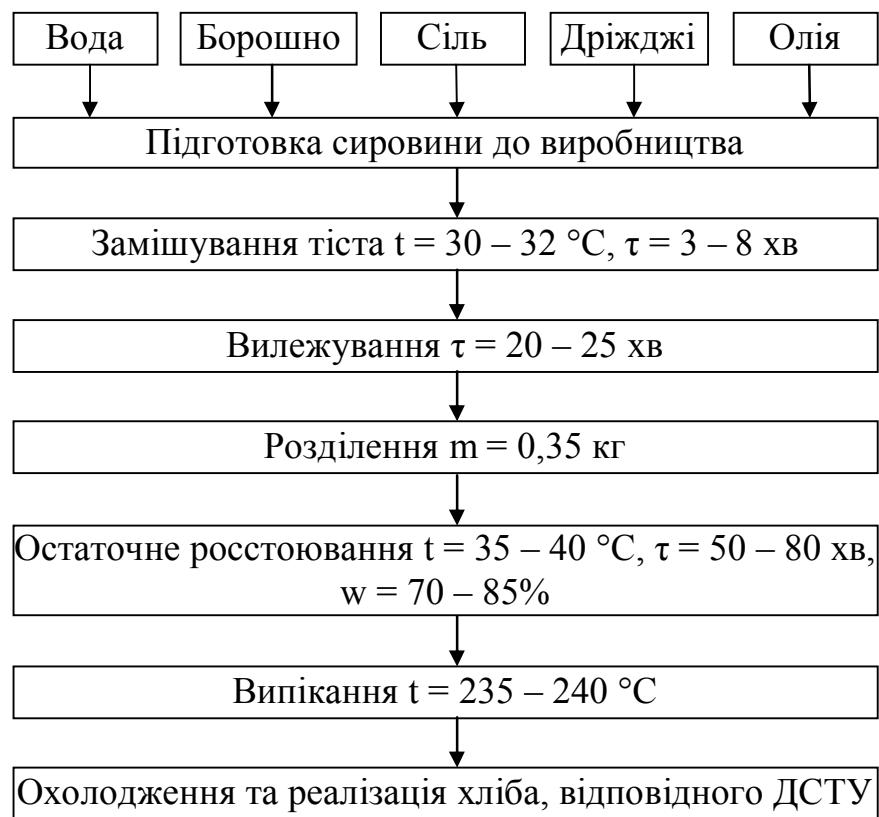 Вода Борошно Сіль Дріжджі Олія
Підготовка сировини до виробництва
Замішування тіста t = 30 – 32 °С, τ = 3 – 8 хв
Вилежування τ = 20 – 25 хв
Розділення m = 0,35 кг
Остаточне росстоювання t = 35 – 40 °С, τ = 50 – 80 хв,
w = 70 – 85%
Випікання t = 235 – 240 °С
Охолодження та реалізація хліба, відповідного ДСТУ